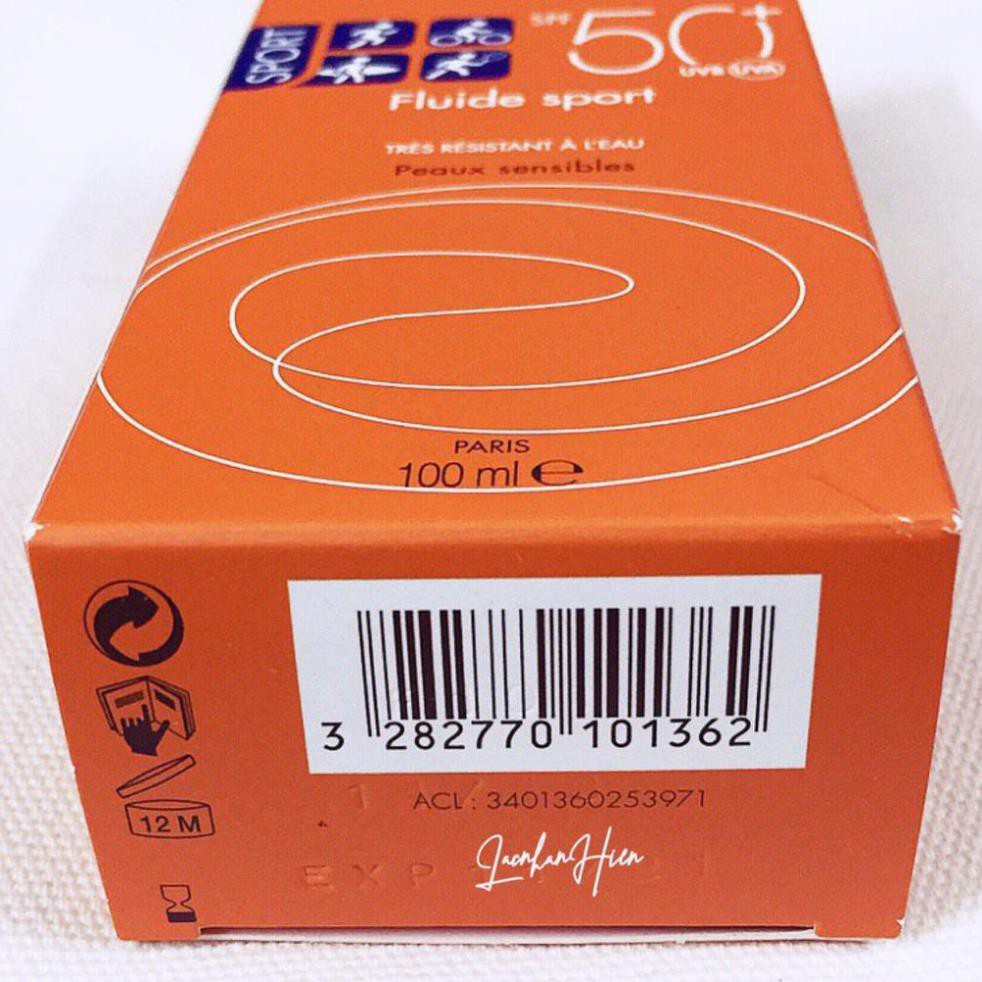 SPORT
SPF 50+
UVB UVA
Fluide sport
TRÈS RÉSISTANT À L'EAU
Peaux sensibles
PARIS
100 ml ℮
3 282770 101362
12 M
ACL : 3401360253971
EXP